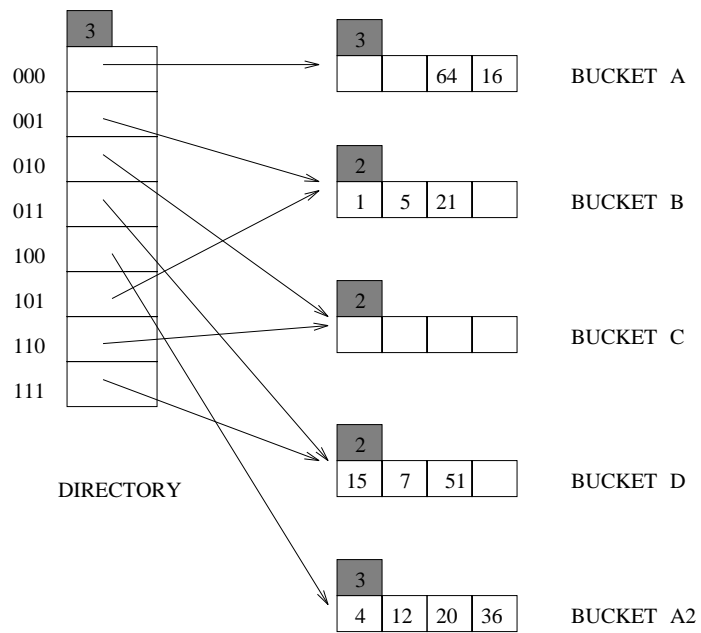 3
000
001
010
011
100
101
110
111
DIRECTORY
3
64 16 BUCKET A
2
1 5 21 BUCKET B
2
BUCKET C
2
15 7 51 BUCKET D
3
4 12 20 36 BUCKET A2